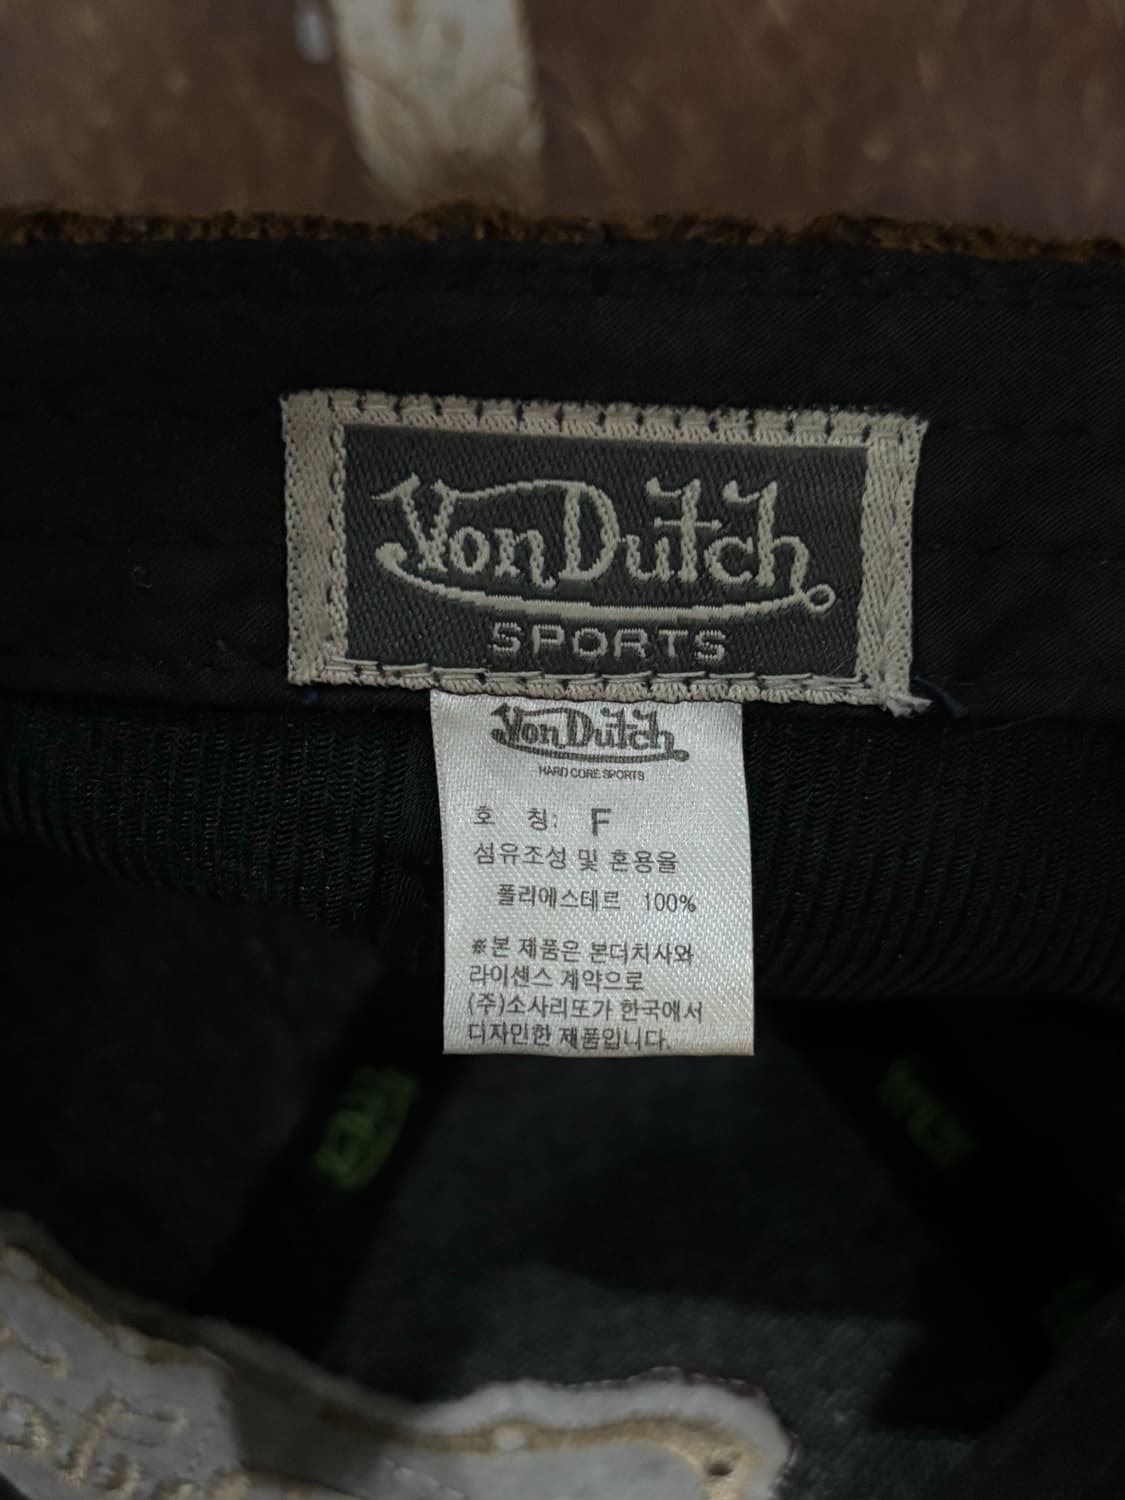 Von Dutch
SPORTS
Von Dutch
HARD CORE SPORTS
호 칭: F
섬유조성 및 혼용율
폴리에스테르 100%
※본 제품은 본더치사와
라이센스 계약으로
(주)소사리또가 한국에서
디자인한 제품입니다.